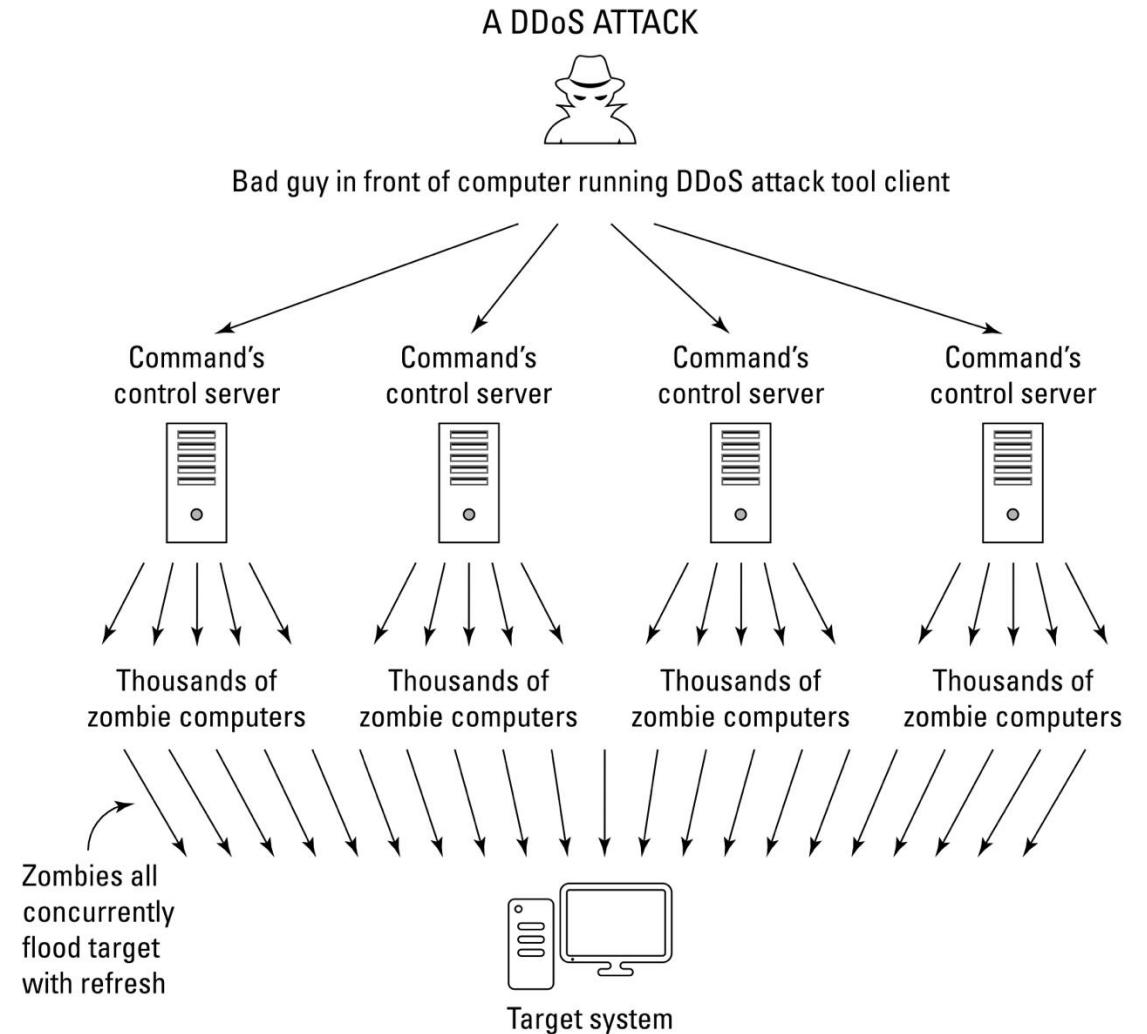 A DDoS ATTACK
Bad guy in front of computer running DDoS attack tool client
Command's
control server
Command's
control server
Command's
control server
Command's
control server
Thousands of
zombie computers
Thousands of
zombie computers
Thousands of
zombie computers
Thousands of
zombie computers
Zombies all
concurrently
flood target
with refresh
Target system